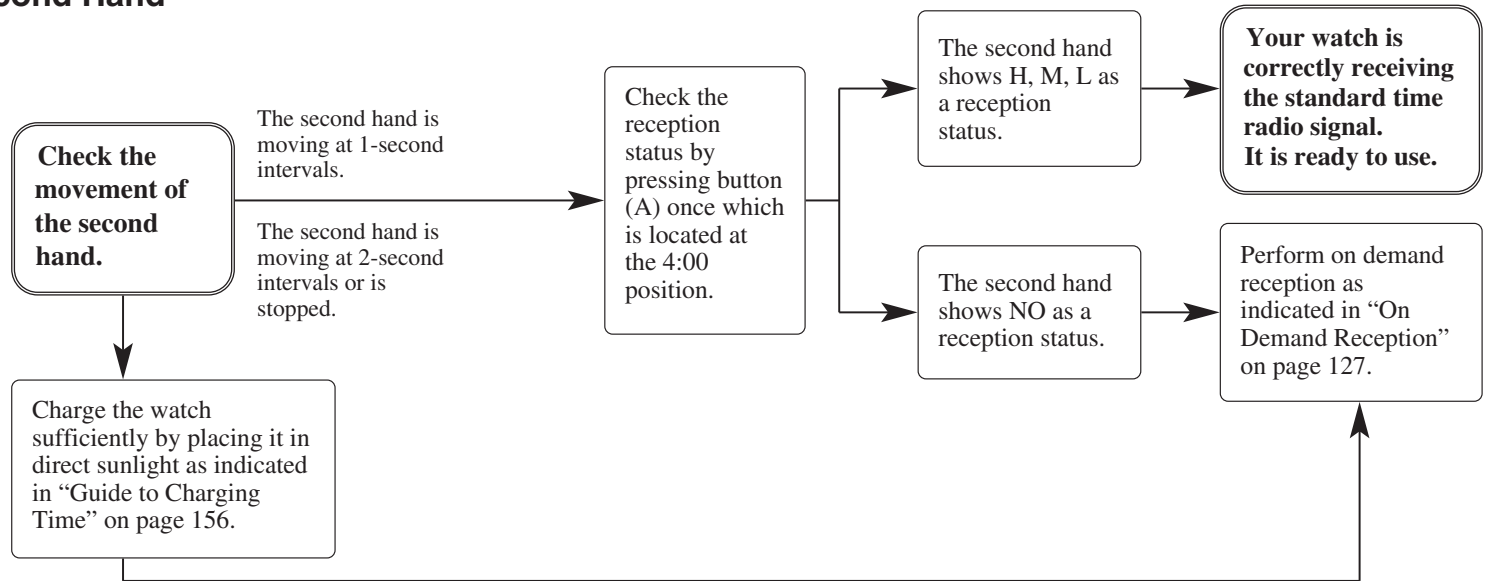 Check the
movement of
the second
hand.
The second hand is
moving at 1-second
intervals.
The second hand is
moving at 2-second
intervals or is
stopped.
Check the
reception
status by
pressing button
(A) once which
is located at
the 4:00
position.
The second hand
shows H, M, L as
a reception
status.
Your watch is
correctly receiving
the standard time
radio signal.
It is ready to use.
The second hand
shows NO as a
reception status.
Perform on demand
reception as
indicated in “On
Demand Reception”
on page 127.
Charge the watch
sufficiently by placing it in
direct sunlight as indicated
in “Guide to Charging
Time” on page 156.